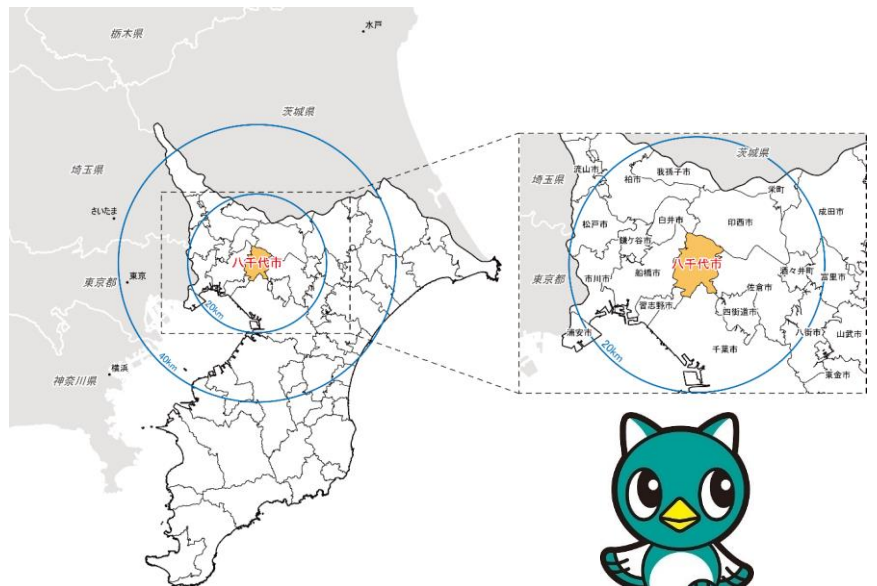 栃木県
水戸
茨城県
埼玉県
さいたま
東京都
東京
八千代市
20km
40km
神奈川県
横浜
茨城県
埼玉県
流山市
柏市
我孫子市
栄町
松戸市
白井市
印西市
成田市
鎌ケ谷市
八千代市
東京都
市川市
船橋市
酒々井町
富里市
習志野市
佐倉市
四街道市
浦安市
千葉市
八街市
山武市
東金市
20km